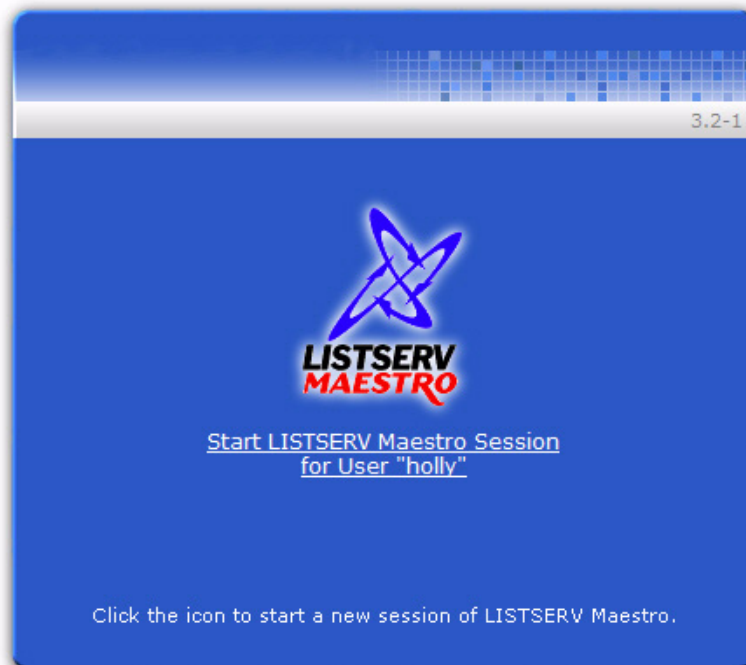 3.2-1
LISTSERV
MAESTRO
Start LISTSERV Maestro Session
for User "holly"
Click the icon to start a new session of LISTSERV Maestro.